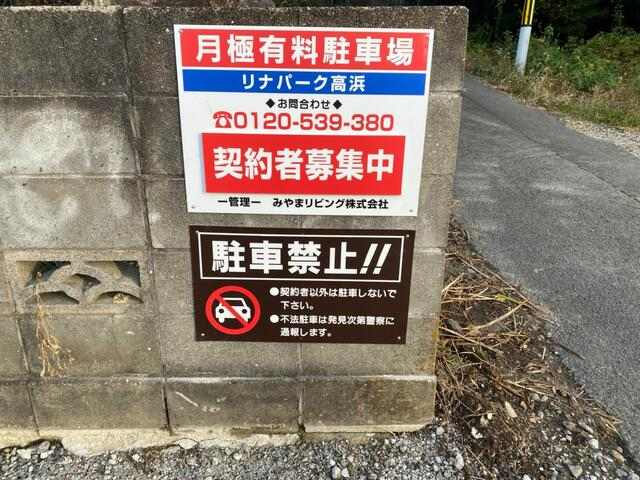 月極有料駐車場
リナパーク高浜
◆お問合わせ◆
☎0120-539-380
契約者募集中
ー管理ー みやまリビング株式会社
駐車禁止!!
●契約者以外は駐車しないで
下さい。
●不法駐車は発見次第警察に
通報します。